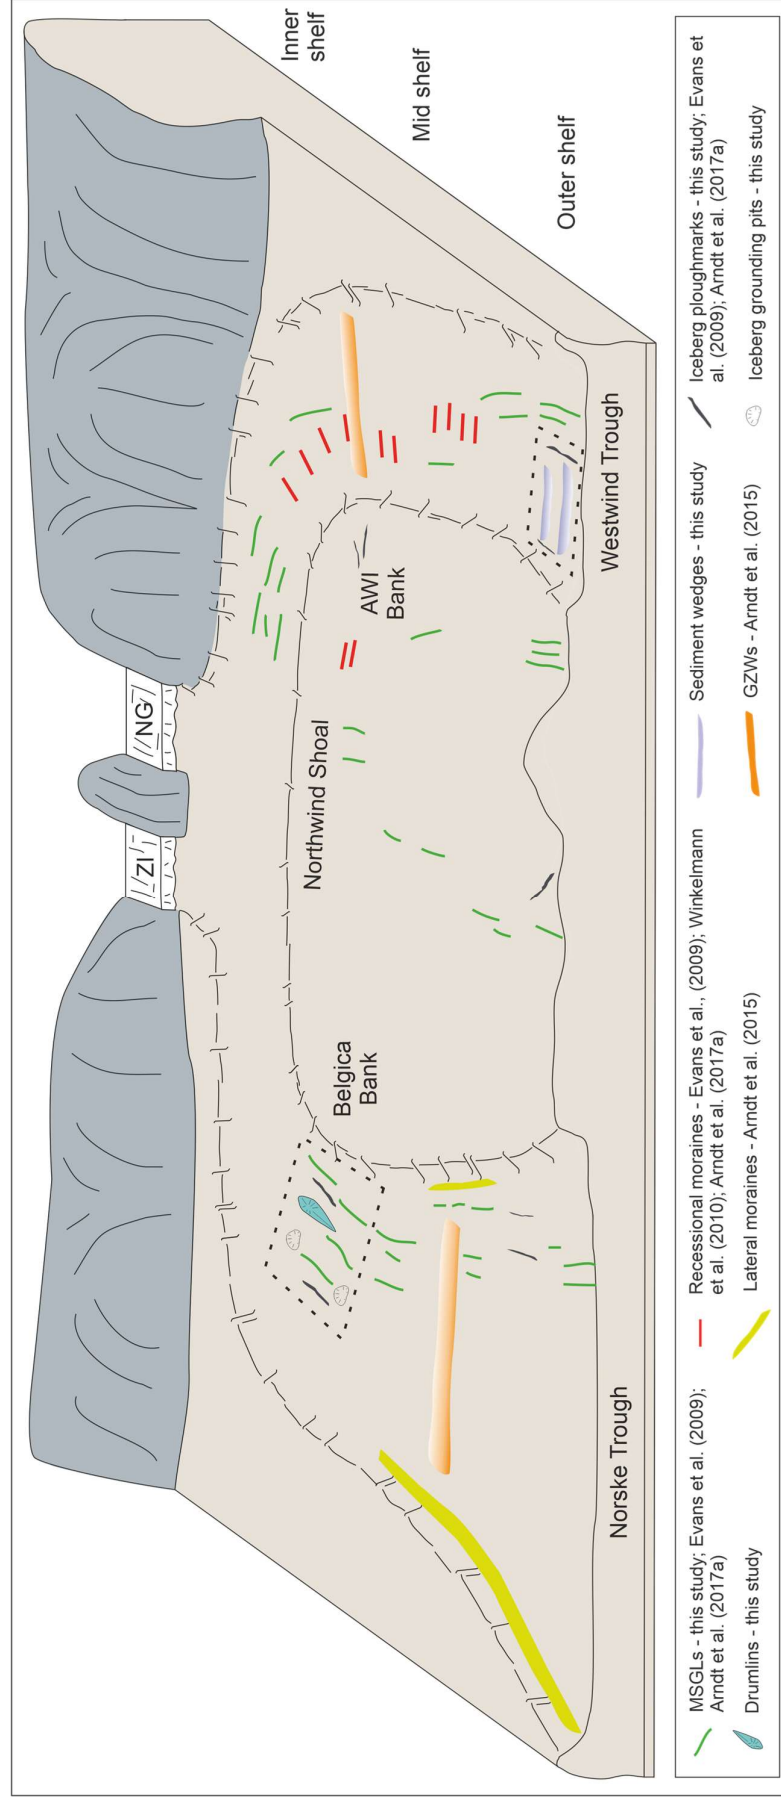 Inner
shelf
Mid shelf
Outer shelf
ZI
NG
Northwind Shoal
Belgica
Bank
AWI
Bank
Norske Trough
Westwind Trough
MSGLs - this study; Evans et al. (2009);
Arndt et al. (2017a)
Recessional moraines - Evans et al., (2009); Winkelmann
et al. (2010); Arndt et al. (2017a)
Sediment wedges - this study
Iceberg ploughmarks - this study; Evans et
al. (2009); Arndt et al. (2017a)
Drumlins - this study
Lateral moraines - Arndt et al. (2015)
GZWs - Arndt et al. (2015)
Iceberg grounding pits - this study